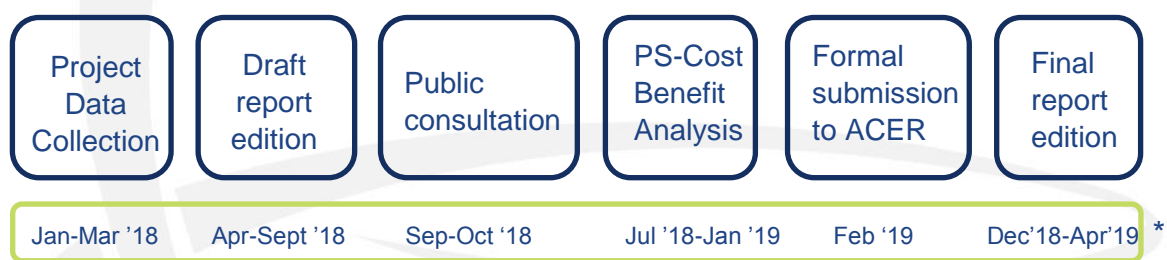 Project
Data
Collection
Draft
report
edition
Public
consultation
PS-Cost
Benefit
Analysis
Formal
submission
to ACER
Final
report
edition
Jan-Mar ’18
Apr-Sept ’18
Sep-Oct ’18
Jul ’18-Jan ’19
Feb ‘19
Dec’18-Apr’19 *